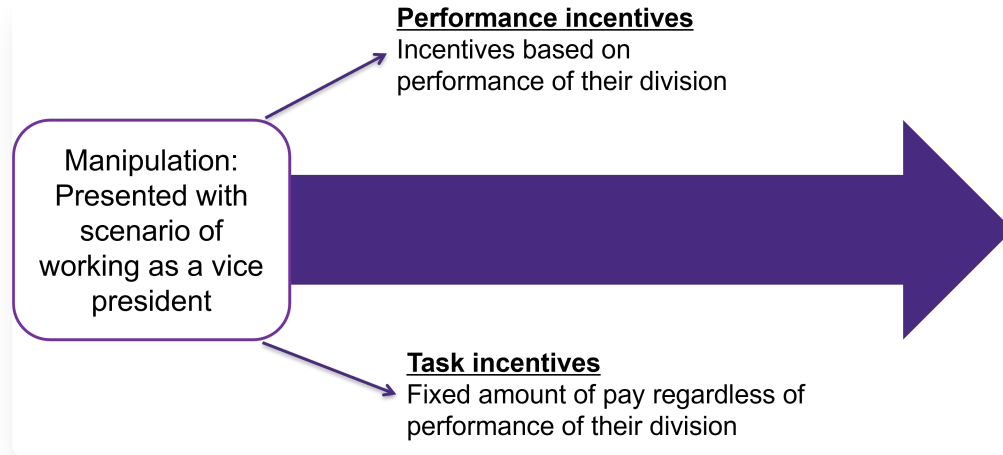 Performance incentives
Incentives based on
performance of their division
Manipulation:
Presented with
scenario of
working as a vice
president
Task incentives
Fixed amount of pay regardless of
performance of their division